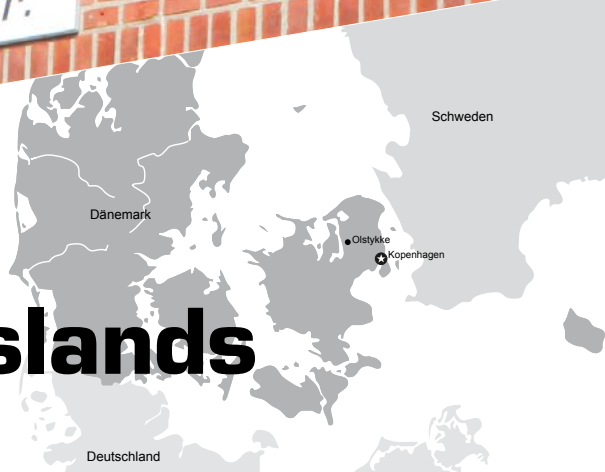 Schweden
Dänemark
Olstykke
Kopenhagen
slands
Deutschland